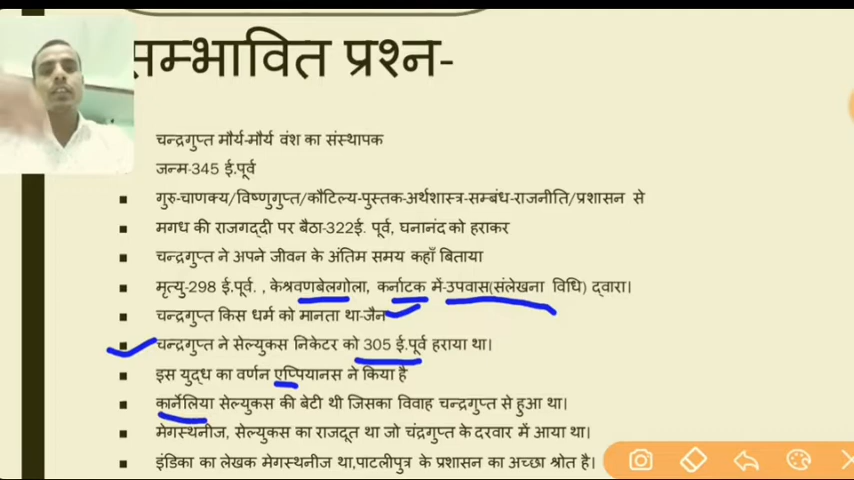 सम्भावित प्रश्न-
चन्द्रगुप्त मौर्य-मौर्य वंश का संस्थापक
जन्म-345 ई.पूर्व
गुरु-चाणक्य/विष्णुगुप्त/कौटिल्य-पुस्तक-अर्थशास्त्र-सम्बंध-राजनीति/प्रशासन से
मगध की राजगद्दी पर बैठा-322ई. पूर्व, घनानंद को हराकर
चन्द्रगुप्त ने अपने जीवन के अंतिम समय कहाँ बिताया
मृत्यु-298 ई.पूर्व. , केश्रवणबेलगोला, कर्नाटक में-उपवास(संलेखना विधि) द्वारा।
चन्द्रगुप्त किस धर्म को मानता था-जैन
चन्द्रगुप्त ने सेल्युकस निकेटर को 305 ई.पूर्व हराया था।
इस युद्ध का वर्णन एप्पियानस ने किया है
कार्नेलिया सेल्युकस की बेटी थी जिसका विवाह चन्द्रगुप्त से हुआ था।
मेगस्थनीज, सेल्युकस का राजदूत था जो चंद्रगुप्त के दरवार में आया था।
इंडिका का लेखक मेगस्थनीज था,पाटलीपुत्र के प्रशासन का अच्छा श्रोत है।